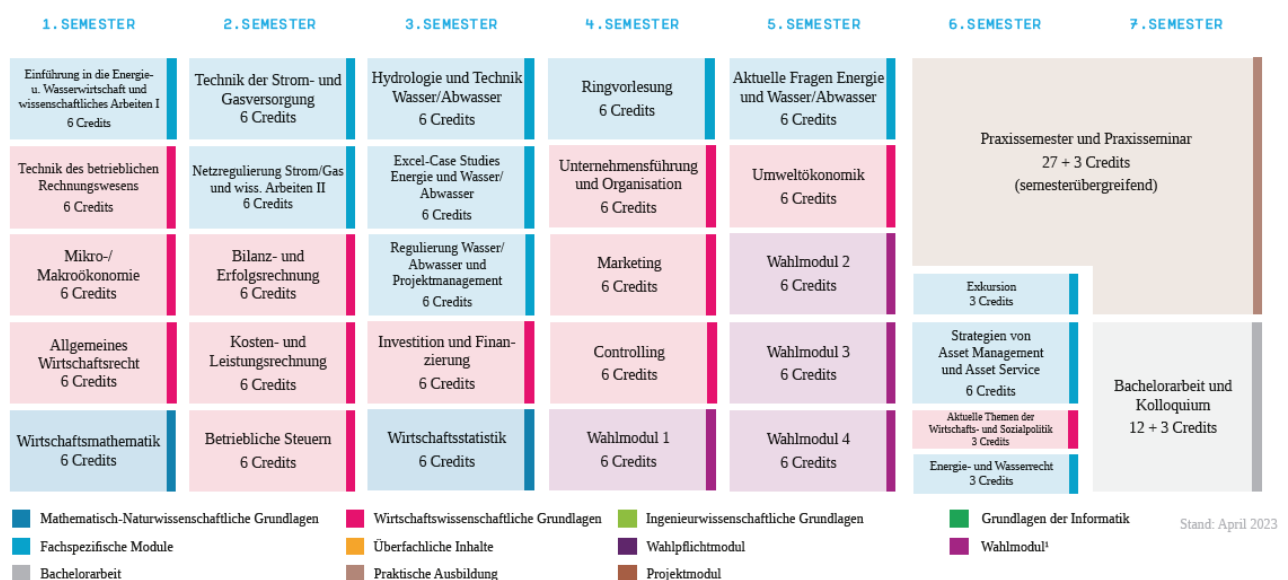 1.SEMESTER
2.SEMESTER
3.SEMESTER
4.SEMESTER
5.SEMESTER
6.SEMESTER
7.SEMESTER
Einführung in die Energie-
u. Wasserwirtschaft und
wissenschaftliches Arbeiten I
6 Credits
Technik der Strom- und
Gasversorgung
6 Credits
Hydrologie und Technik
Wasser/Abwasser
6 Credits
Ringvorlesung
6 Credits
Aktuelle Fragen Energie
und Wasser/Abwasser
6 Credits
Praxissemester und Praxisseminar
27 + 3 Credits
(semesterübergreifend)
Technik des betrieblichen
Rechnungswesens
6 Credits
Netzregulierung Strom/Gas
und wiss. Arbeiten II
6 Credits
Excel-Case Studies
Energie und Wasser/
Abwasser
6 Credits
Unternehmensführung
und Organisation
6 Credits
Umweltökonomik
6 Credits
Mikro-/
Makroökonomie
6 Credits
Bilanz- und
Erfolgsrechnung
6 Credits
Regulierung Wasser/
Abwasser und
Projektmanagement
6 Credits
Marketing
6 Credits
Wahlmodul 2
6 Credits
Exkursion
3 Credits
Allgemeines
Wirtschaftsrecht
6 Credits
Kosten- und
Leistungsrechnung
6 Credits
Investition und Finan-
zierung
6 Credits
Controlling
6 Credits
Wahlmodul 3
6 Credits
Strategien von
Asset Management
und Asset Service
6 Credits
Bachelorarbeit und
Kolloquium
12 + 3 Credits
Wirtschaftsmathematik
6 Credits
Betriebliche Steuern
6 Credits
Wirtschaftsstatistik
6 Credits
Wahlmodul 1
6 Credits
Wahlmodul 4
6 Credits
Aktuelle Themen der
Wirtschafts- und Sozialpolitik
3 Credits
Energie- und Wasserrecht
3 Credits
Mathematisch-Naturwissenschaftliche Grundlagen
Wirtschaftswissenschaftliche Grundlagen
Ingenieurwissenschaftliche Grundlagen
Grundlagen der Informatik
Stand: April 2023
Fachspezifische Module
Überfachliche Inhalte
Wahlpflichtmodul
Wahlmodul¹
Bachelorarbeit
Praktische Ausbildung
Projektmodul